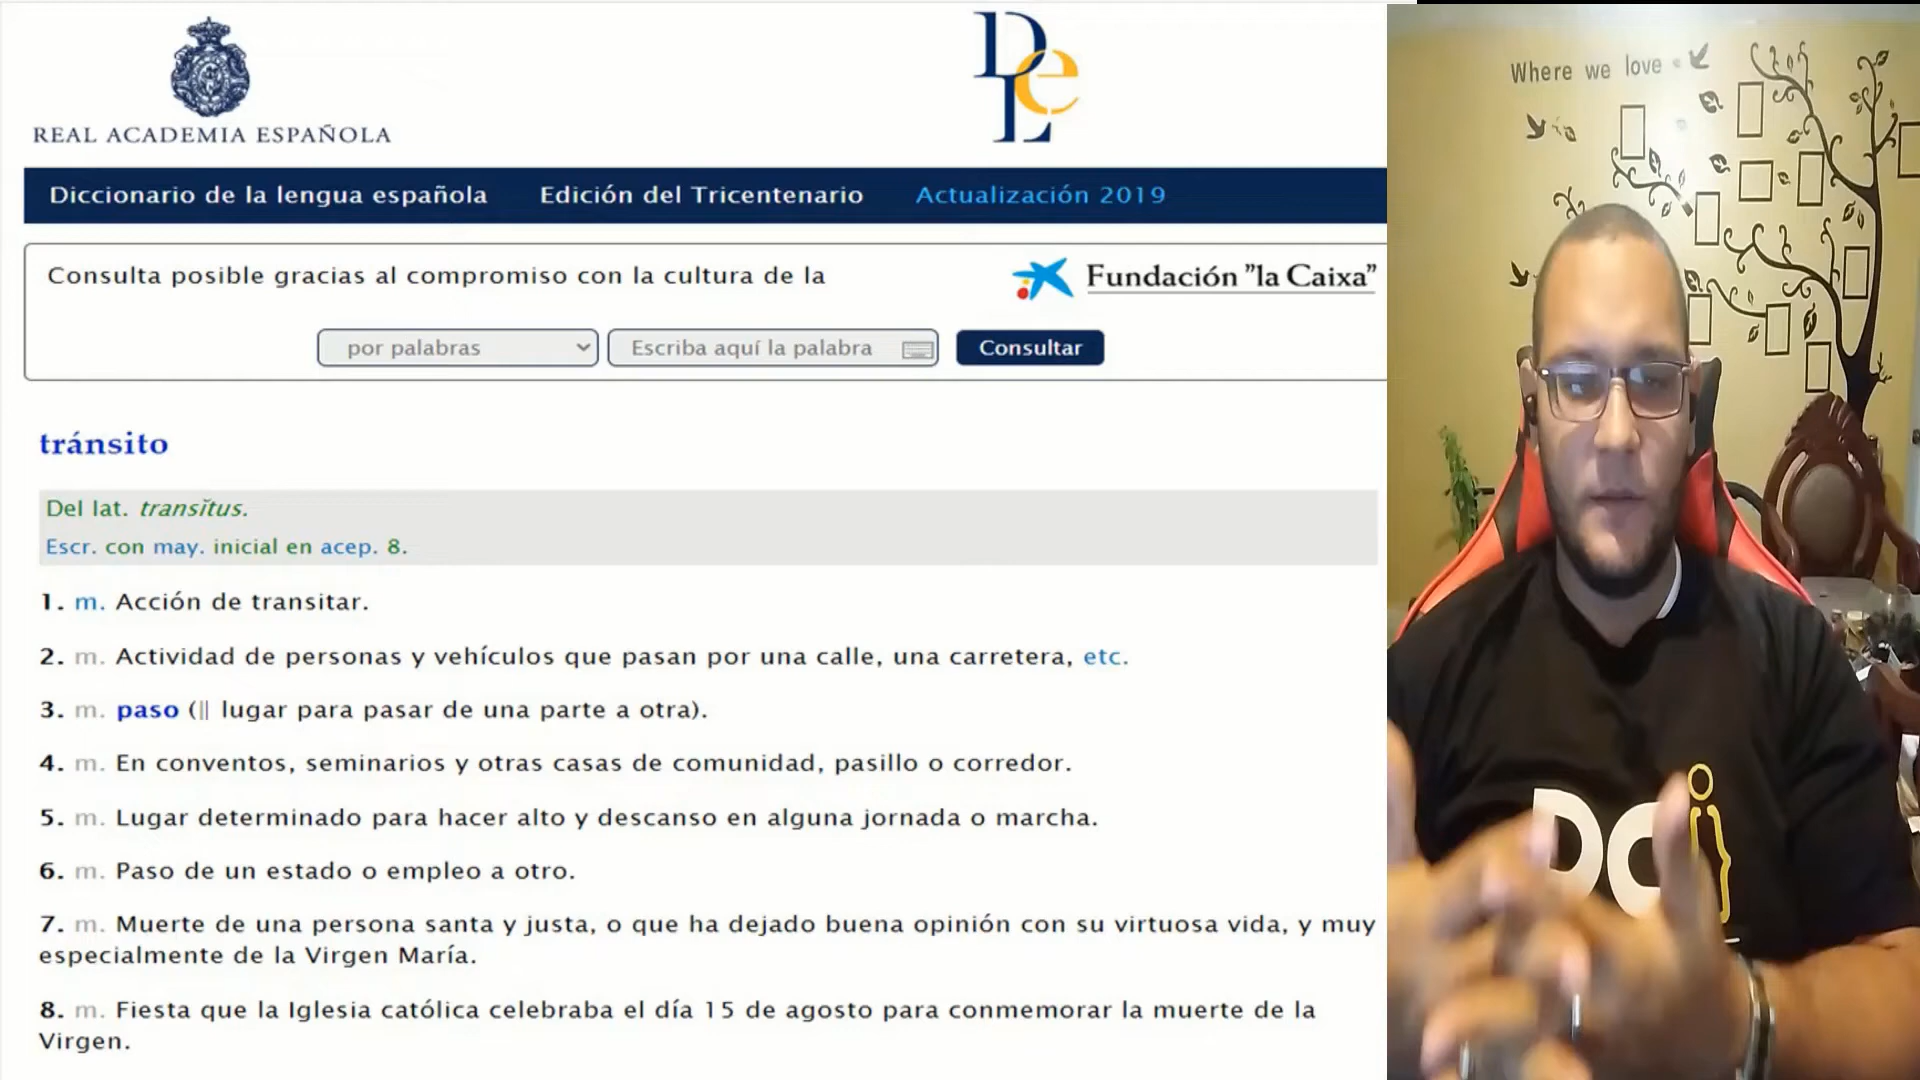 REAL ACADEMIA ESPAÑOLA
DLe
Diccionario de la lengua española Edición del Tricentenario Actualización 2019
Consulta posible gracias al compromiso con la cultura de la
Fundación "la Caixa"
por palabras Escriba aquí la palabra Consultar
tránsito
Del lat. transĭtus.
Escr. con may. inicial en acep. 8.
1. m. Acción de transitar.
2. m. Actividad de personas y vehículos que pasan por una calle, una carretera, etc.
3. m. paso (‖ lugar para pasar de una parte a otra).
4. m. En conventos, seminarios y otras casas de comunidad, pasillo o corredor.
5. m. Lugar determinado para hacer alto y descanso en alguna jornada o marcha.
6. m. Paso de un estado o empleo a otro.
7. m. Muerte de una persona santa y justa, o que ha dejado buena opinión con su virtuosa vida, y muy
especialmente de la Virgen María.
8. m. Fiesta que la Iglesia católica celebraba el día 15 de agosto para conmemorar la muerte de la
Virgen.
Where we love